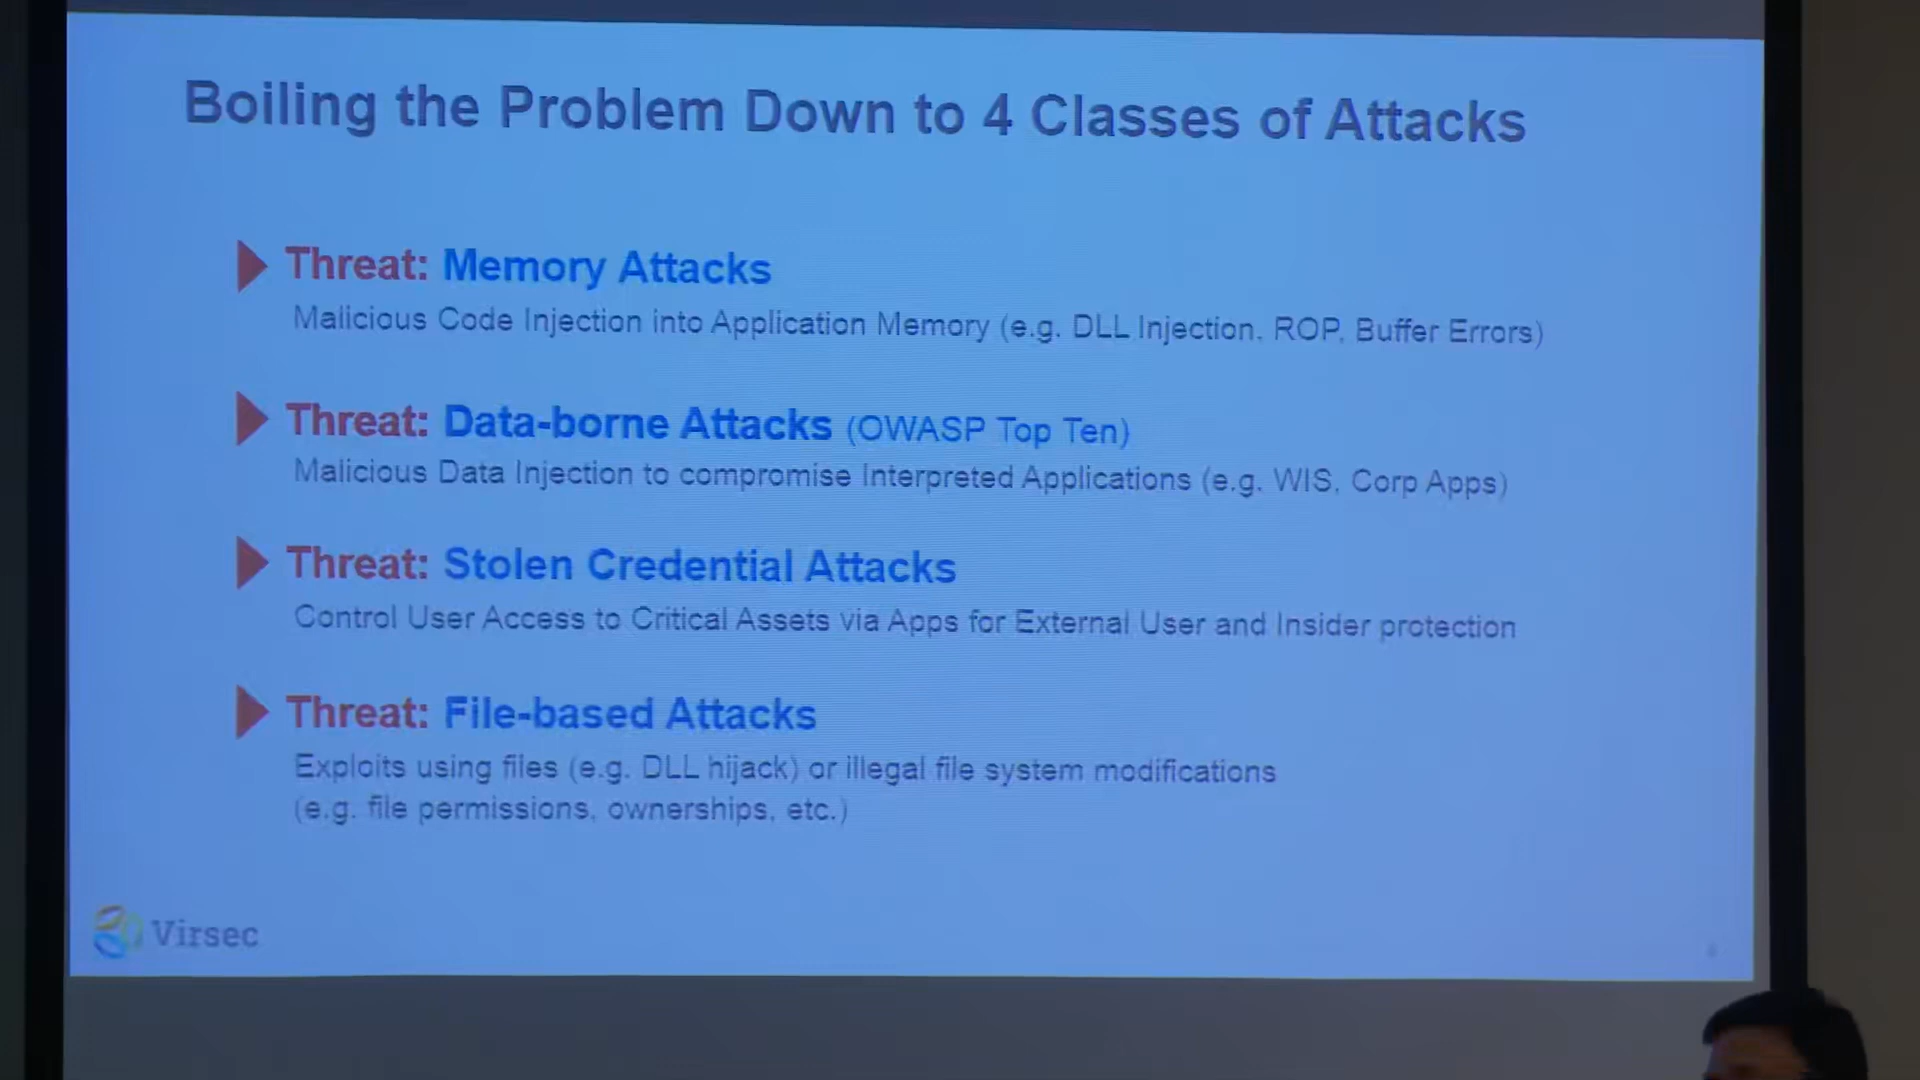 Boiling the Problem Down to 4 Classes of Attacks
Threat: Memory Attacks
Malicious Code Injection into Application Memory (e.g. DLL Injection, ROP, Buffer Errors)
Threat: Data-borne Attacks (OWASP Top Ten)
Malicious Data Injection to compromise Interpreted Applications (e.g. WIS, Corp Apps)
Threat: Stolen Credential Attacks
Control User Access to Critical Assets via Apps for External User and Insider protection
Threat: File-based Attacks
Exploits using files (e.g. DLL hijack) or illegal file system modifications
(e.g. file permissions, ownerships, etc.)
Virsec